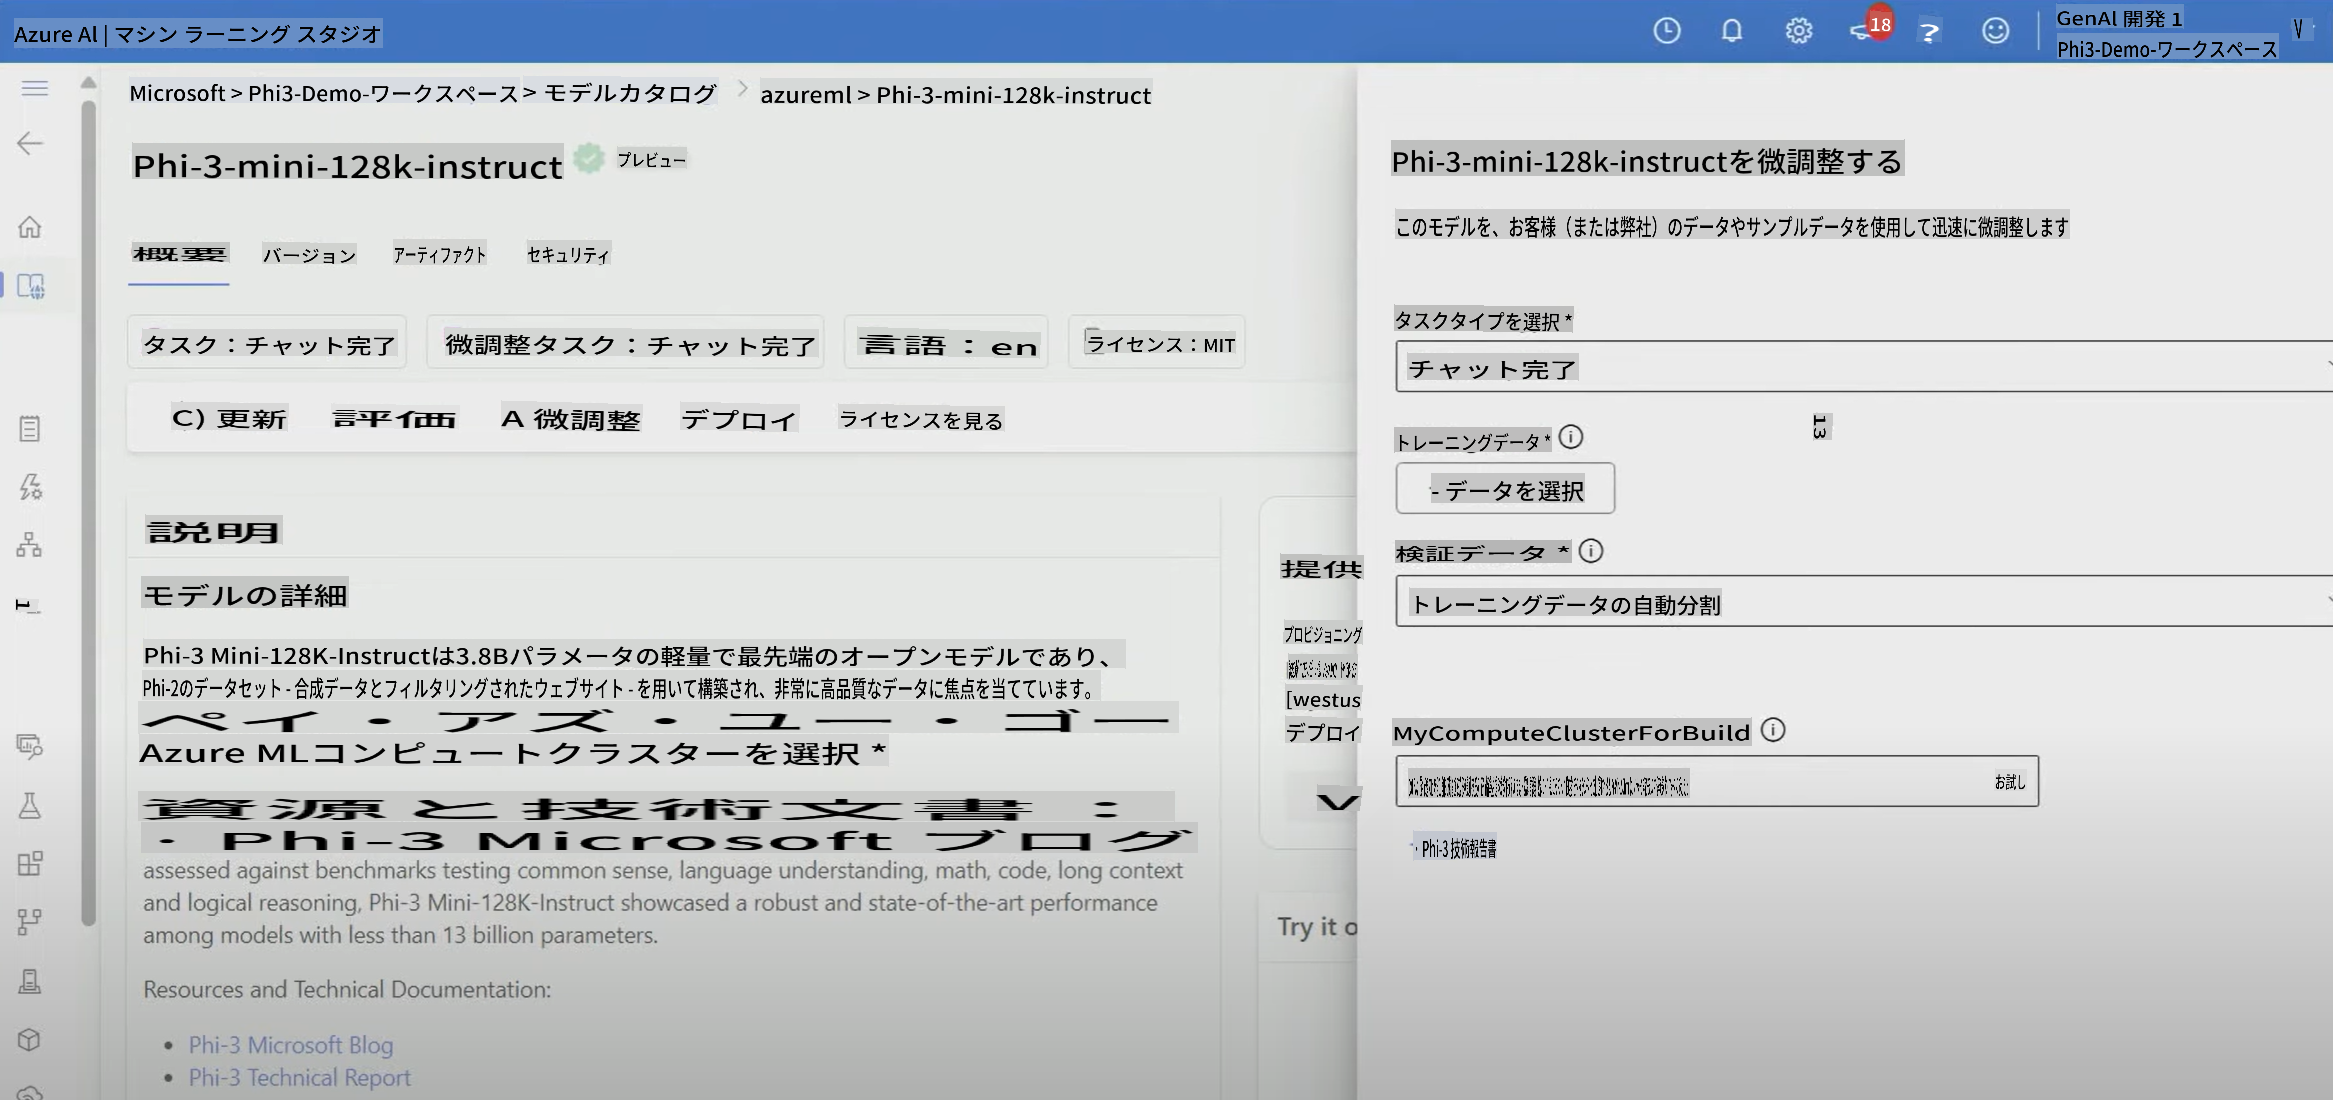 Azure AI | マシン ラーニング スタジオ
18
?
GenAI 開発 1
Phi3-Demo-ワークスペース
Microsoft > Phi3-Demo-ワークスペース > モデルカタログ > azureml > Phi-3-mini-128k-instruct
Phi-3-mini-128k-instruct プレビュー
概要 バージョン アーティファクト セキュリティ
タスク：チャット完了 微調整タスク：チャット完了 言語：en ライセンス：MIT
C) 更新 評価 A 微調整 デプロイ ライセンスを見る
説明
モデルの詳細
Phi-3 Mini-128K-Instructは3.8Bパラメータの軽量で最先端のオープンモデルであり、
Phi-2のデータセット - 合成データとフィルタリングされたウェブサイト - を用いて構築され、非常に高品質なデータに焦点を当てています。
ペイ・アズ・ユー・ゴー
Azure MLコンピュートクラスターを選択 *
資源と技術文書：
・ Phi-3 Microsoft ブログ
assessed against benchmarks testing common sense, language understanding, math, code, long context
and logical reasoning, Phi-3 Mini-128K-Instruct showcased a robust and state-of-the-art performance
among models with less than 13 billion parameters.
Resources and Technical Documentation:
• Phi-3 Microsoft Blog
• Phi-3 Technical Report
提供
プロビジョニング
[westus
デプロイ
V
Try it o
Phi-3-mini-128k-instructを微調整する
このモデルを、お客様（または弊社）のデータやサンプルデータを使用して迅速に微調整します
タスクタイプを選択 *
チャット完了
13
トレーニングデータ *
- データを選択
検証データ *
トレーニングデータの自動分割
MyComputeClusterForBuild
お試し
・ Phi-3 技術報告書